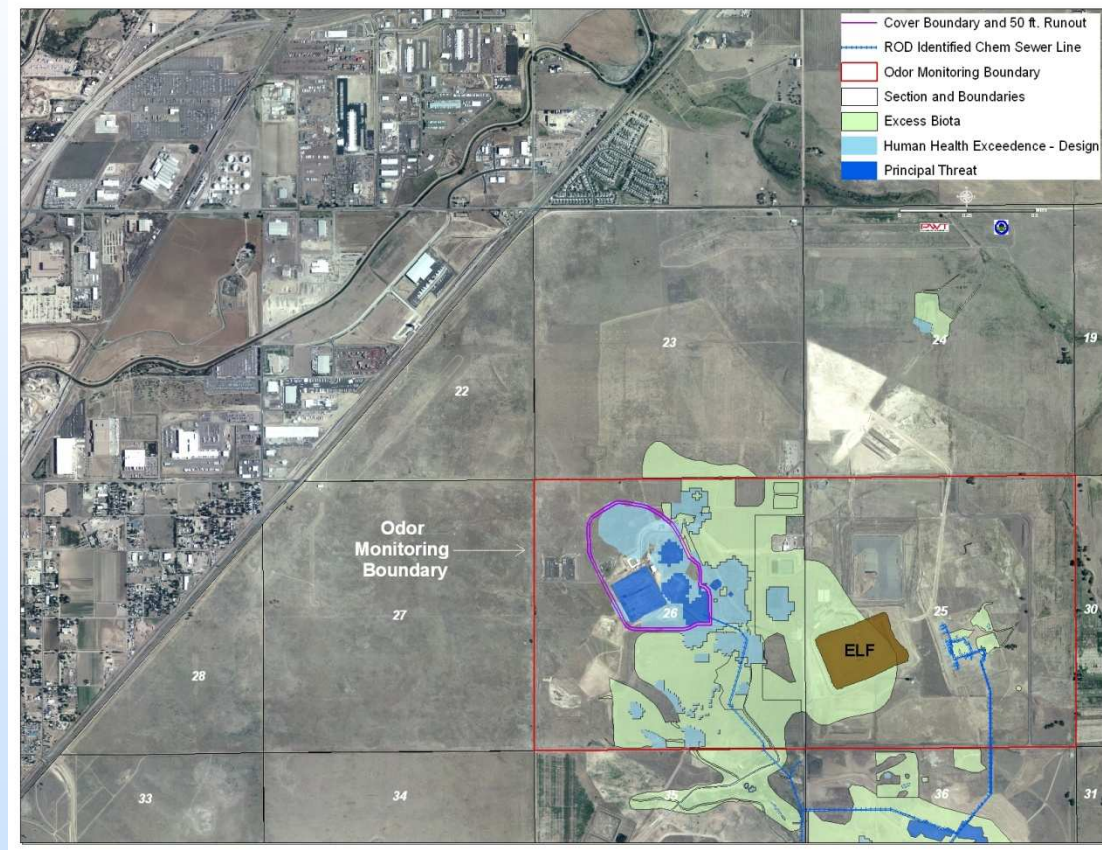 Cover Boundary and 50 ft. Runout
ROD Identified Chem Sewer Line
Odor Monitoring Boundary
Section and Boundaries
Excess Biota
Human Health Exceedence - Design
Principal Threat
PWT
23
24
19
22
Odor
Monitoring
Boundary
27
26
25
30
ELF
28
33
34
35
36
31